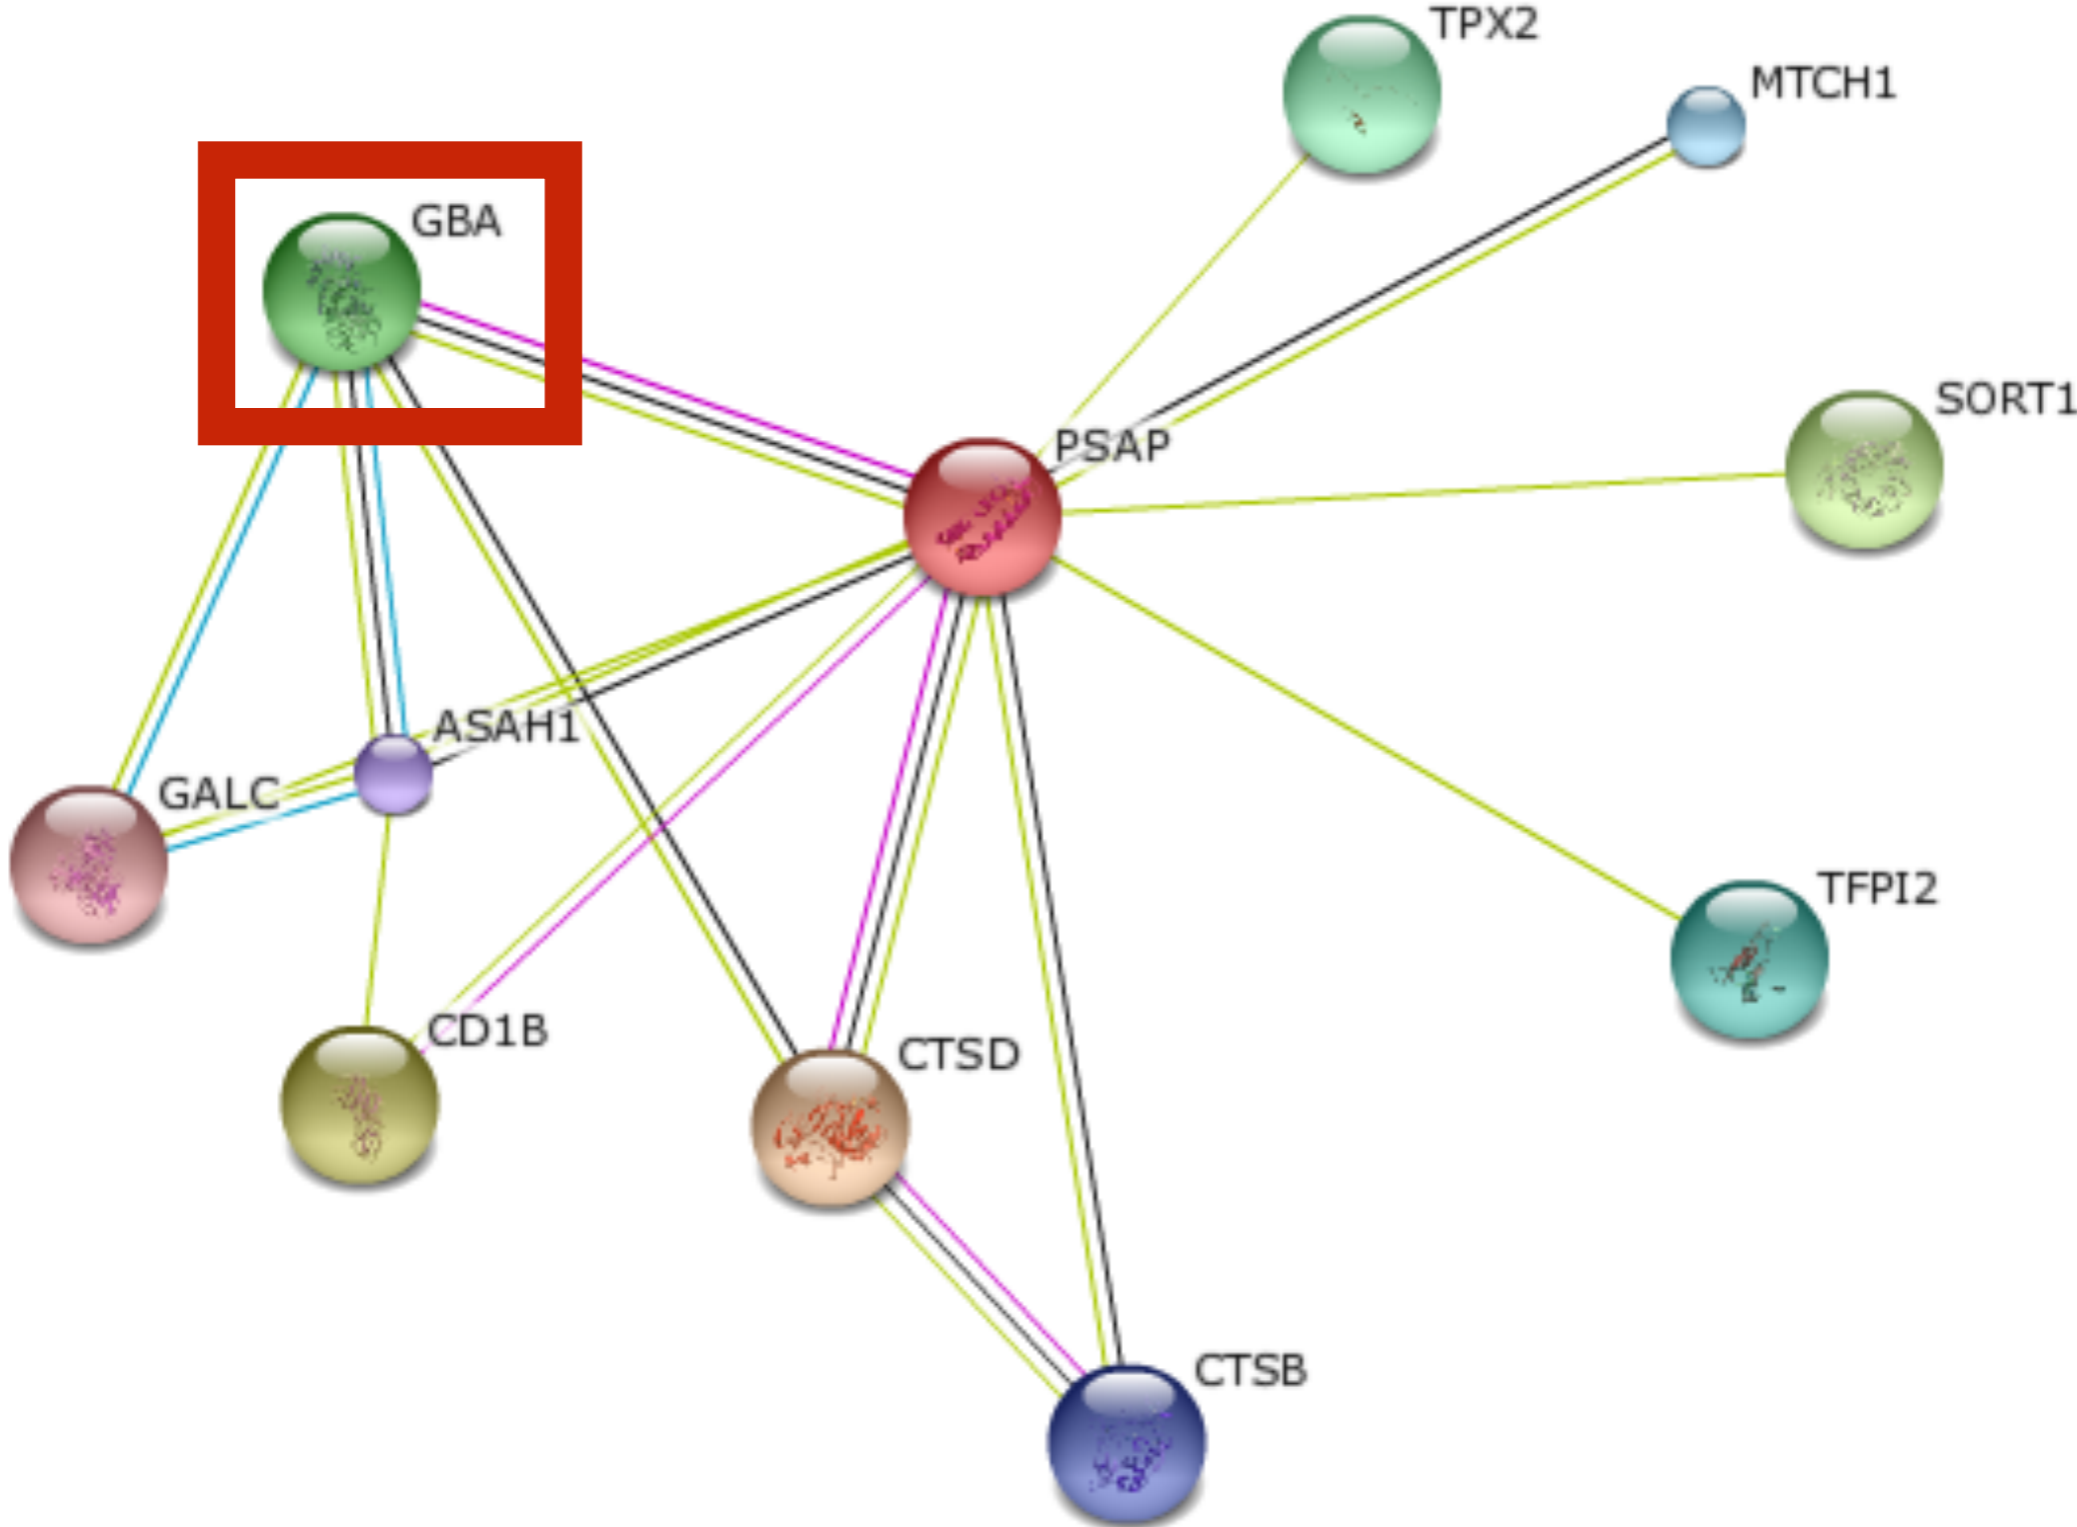 TPX2
MTCH1
GBA
SORT1
PSAP
ASAH1
GALC
TFPI2
CD1B
CTSD
CTSB